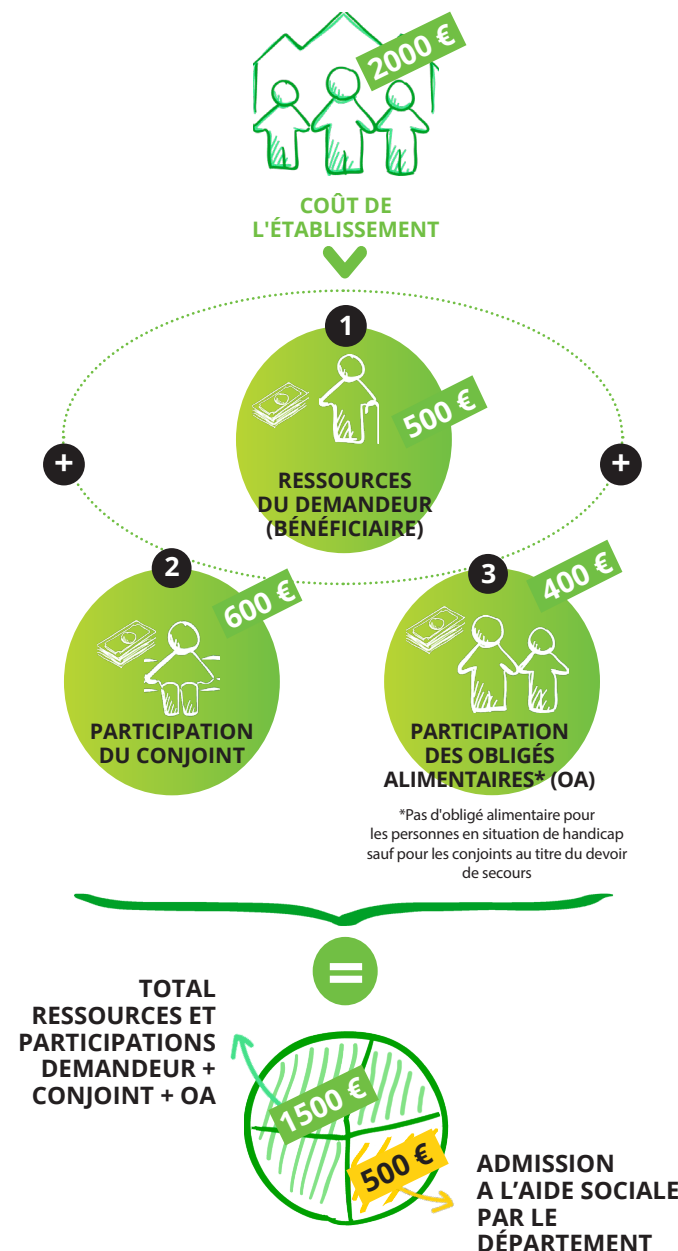 2000 €
COÛT DE
L'ÉTABLISSEMENT
1
500 €
RESSOURCES
DU DEMANDEUR
(BÉNÉFICIAIRE)
+
+
2
600 €
PARTICIPATION
DU CONJOINT
3
400 €
PARTICIPATION
DES OBLIGÉS
ALIMENTAIRES* (OA)
*Pas d'obligé alimentaire pour
les personnes en situation de handicap
sauf pour les conjoints au titre du devoir
de secours
=
TOTAL
RESSOURCES ET
PARTICIPATIONS
DEMANDEUR +
CONJOINT + OA
1500 €
500 €
ADMISSION
A L’AIDE SOCIALE
PAR LE
DÉPARTEMENT